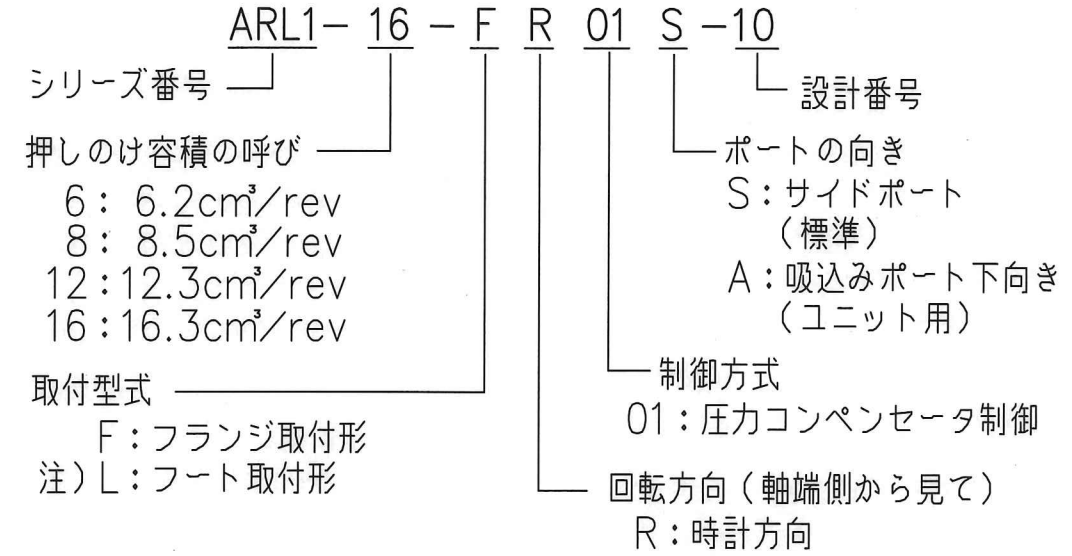 ARL1-16-FR01S-10
シリーズ番号
設計番号
押しのけ容積の呼び
6:6.2cm³/rev
8:8.5cm³/rev
12:12.3cm³/rev
16:16.3cm³/rev
ポートの向き
S:サイドポート
(標準)
A:吸込みポート下向き
(ユニット用)
取付型式
F:フランジ取付形
注)L:フート取付形
制御方式
01:圧力コンペンセータ制御
回転方向(軸端側から見て)
R:時計方向